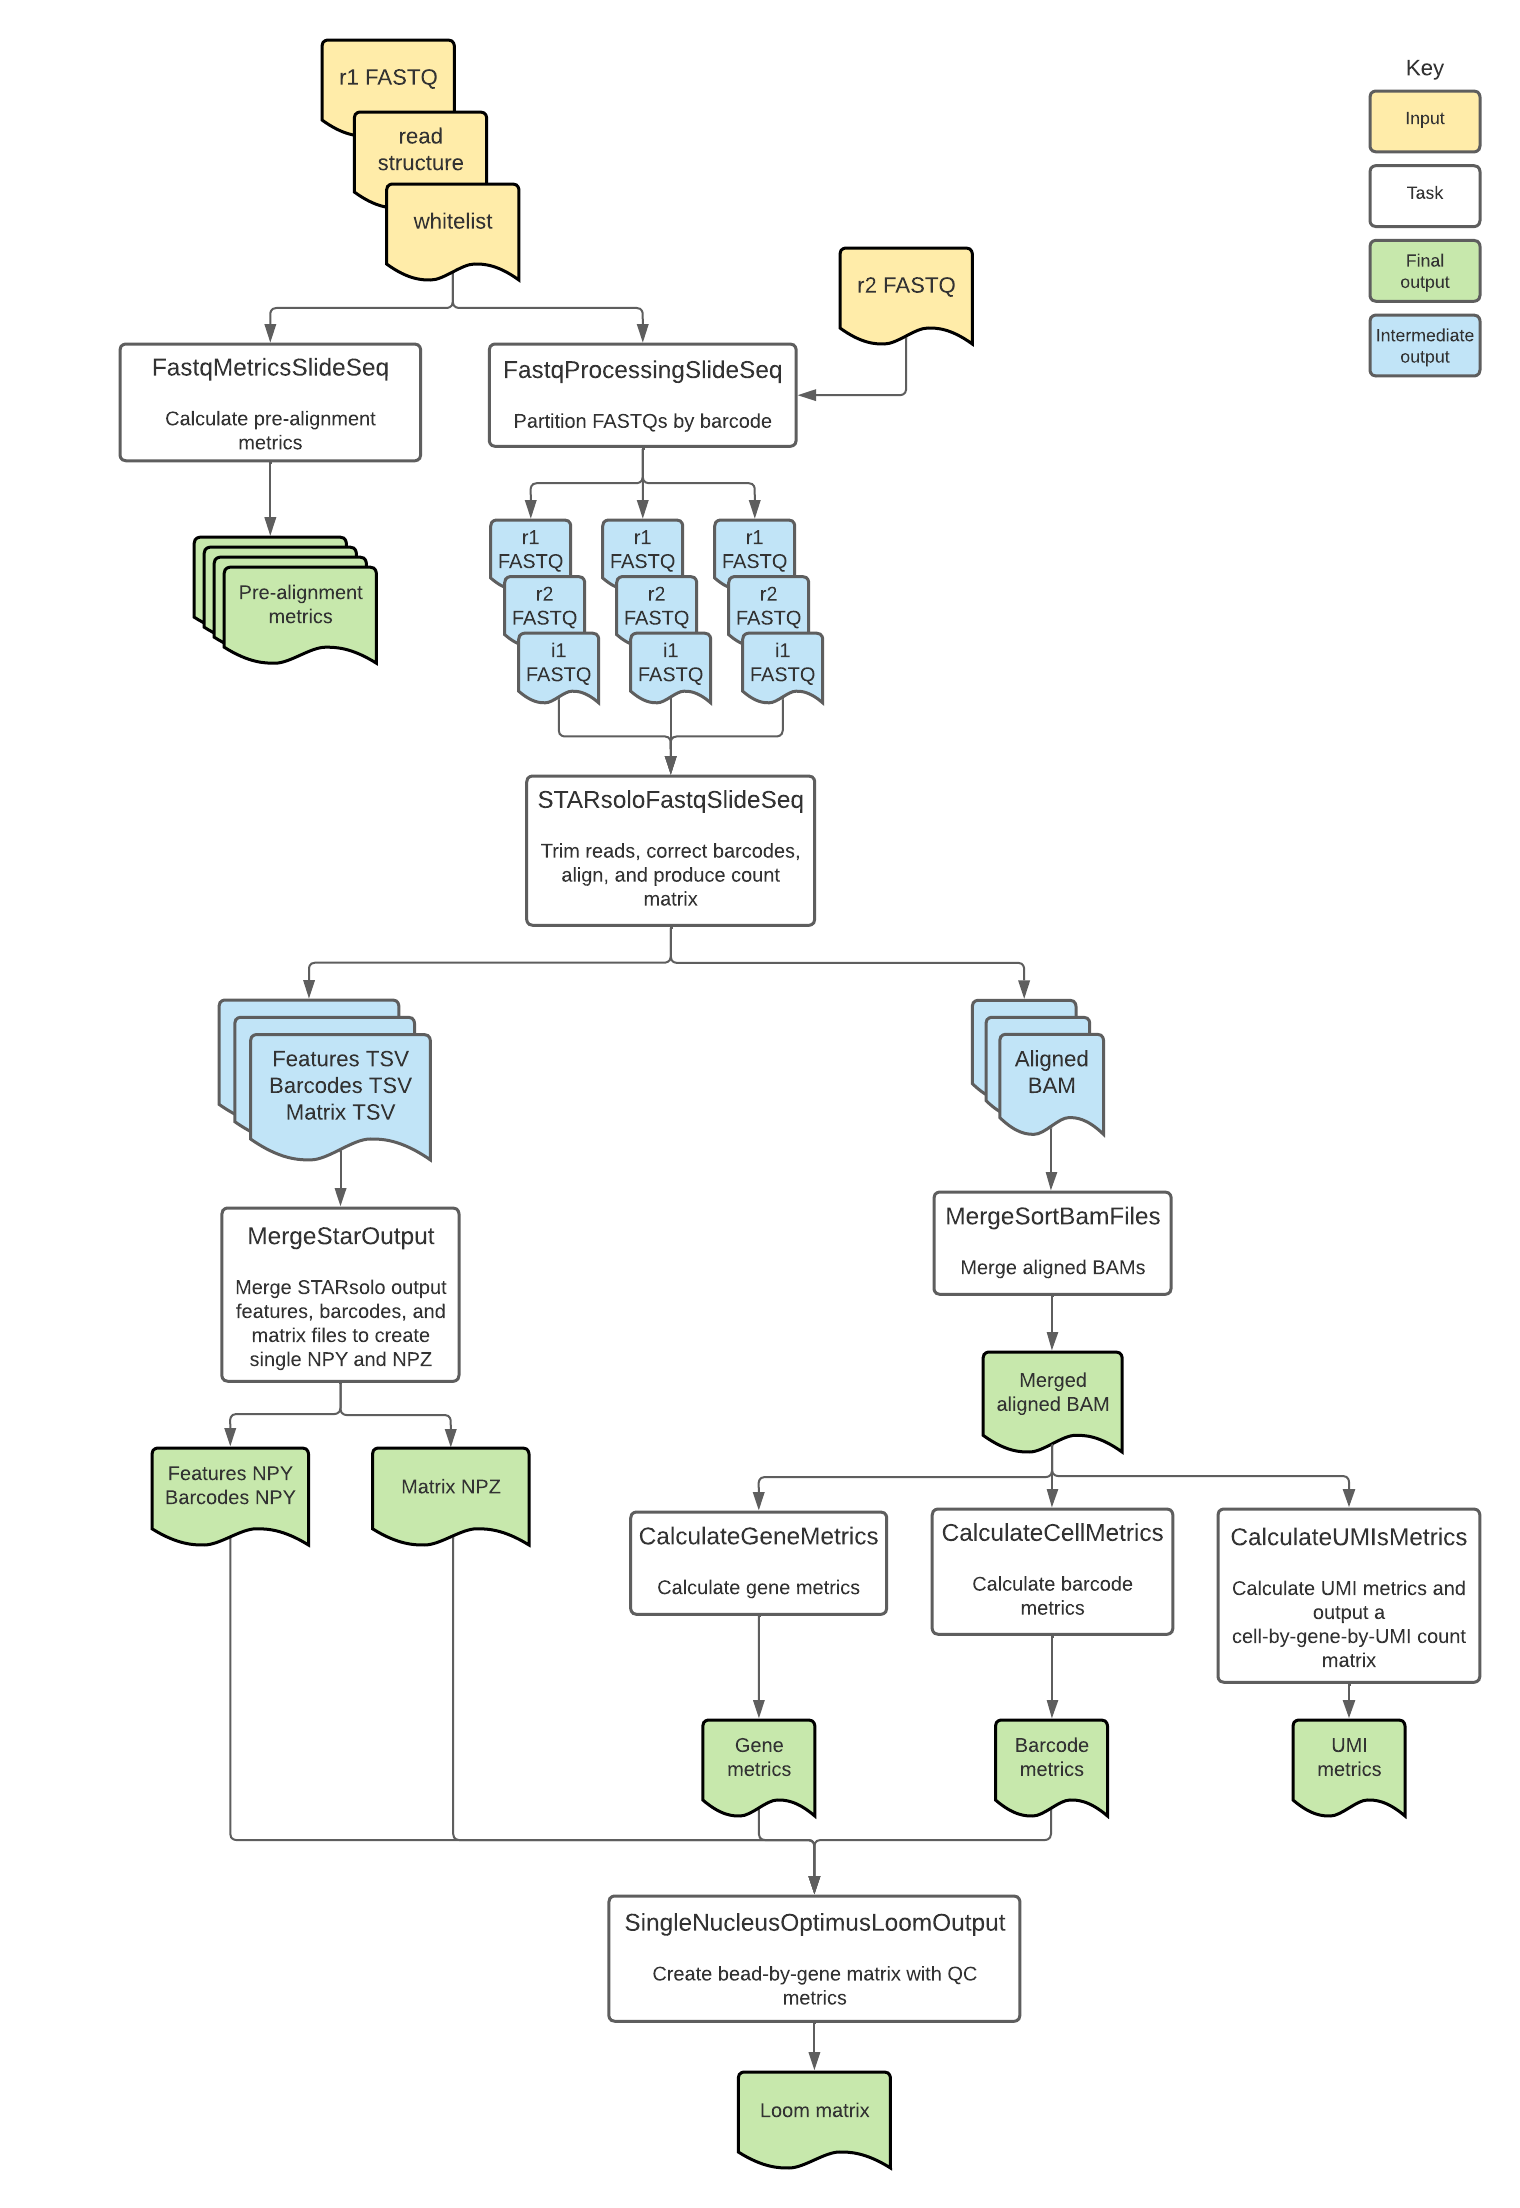 r1 FASTQ
read
structure
whitelist
r2 FASTQ
Key
Input
Task
Final
output
Intermediate
output
FastqMetricsSlideSeq
Calculate pre-alignment
metrics
FastqProcessingSlideSeq
Partition FASTQs by barcode
Pre-alignment
metrics
r1
FASTQ
r2
FASTQ
i1
FASTQ
r1
FASTQ
r2
FASTQ
i1
FASTQ
r1
FASTQ
r2
FASTQ
i1
FASTQ
STARsoloFastqSlideSeq
Trim reads, correct barcodes,
align, and produce count
matrix
Features TSV
Barcodes TSV
Matrix TSV
Aligned
BAM
MergeStarOutput
Merge STARsolo output
features, barcodes, and
matrix files to create
single NPY and NPZ
MergeSortBamFiles
Merge aligned BAMs
Merged
aligned BAM
Features NPY
Barcodes NPY
Matrix NPZ
CalculateGeneMetrics
Calculate gene metrics
CalculateCellMetrics
Calculate barcode
metrics
CalculateUMIsMetrics
Calculate UMI metrics and
output a
cell-by-gene-by-UMI count
matrix
Gene
metrics
Barcode
metrics
UMI
metrics
SingleNucleusOptimusLoomOutput
Create bead-by-gene matrix with QC
metrics
Loom matrix